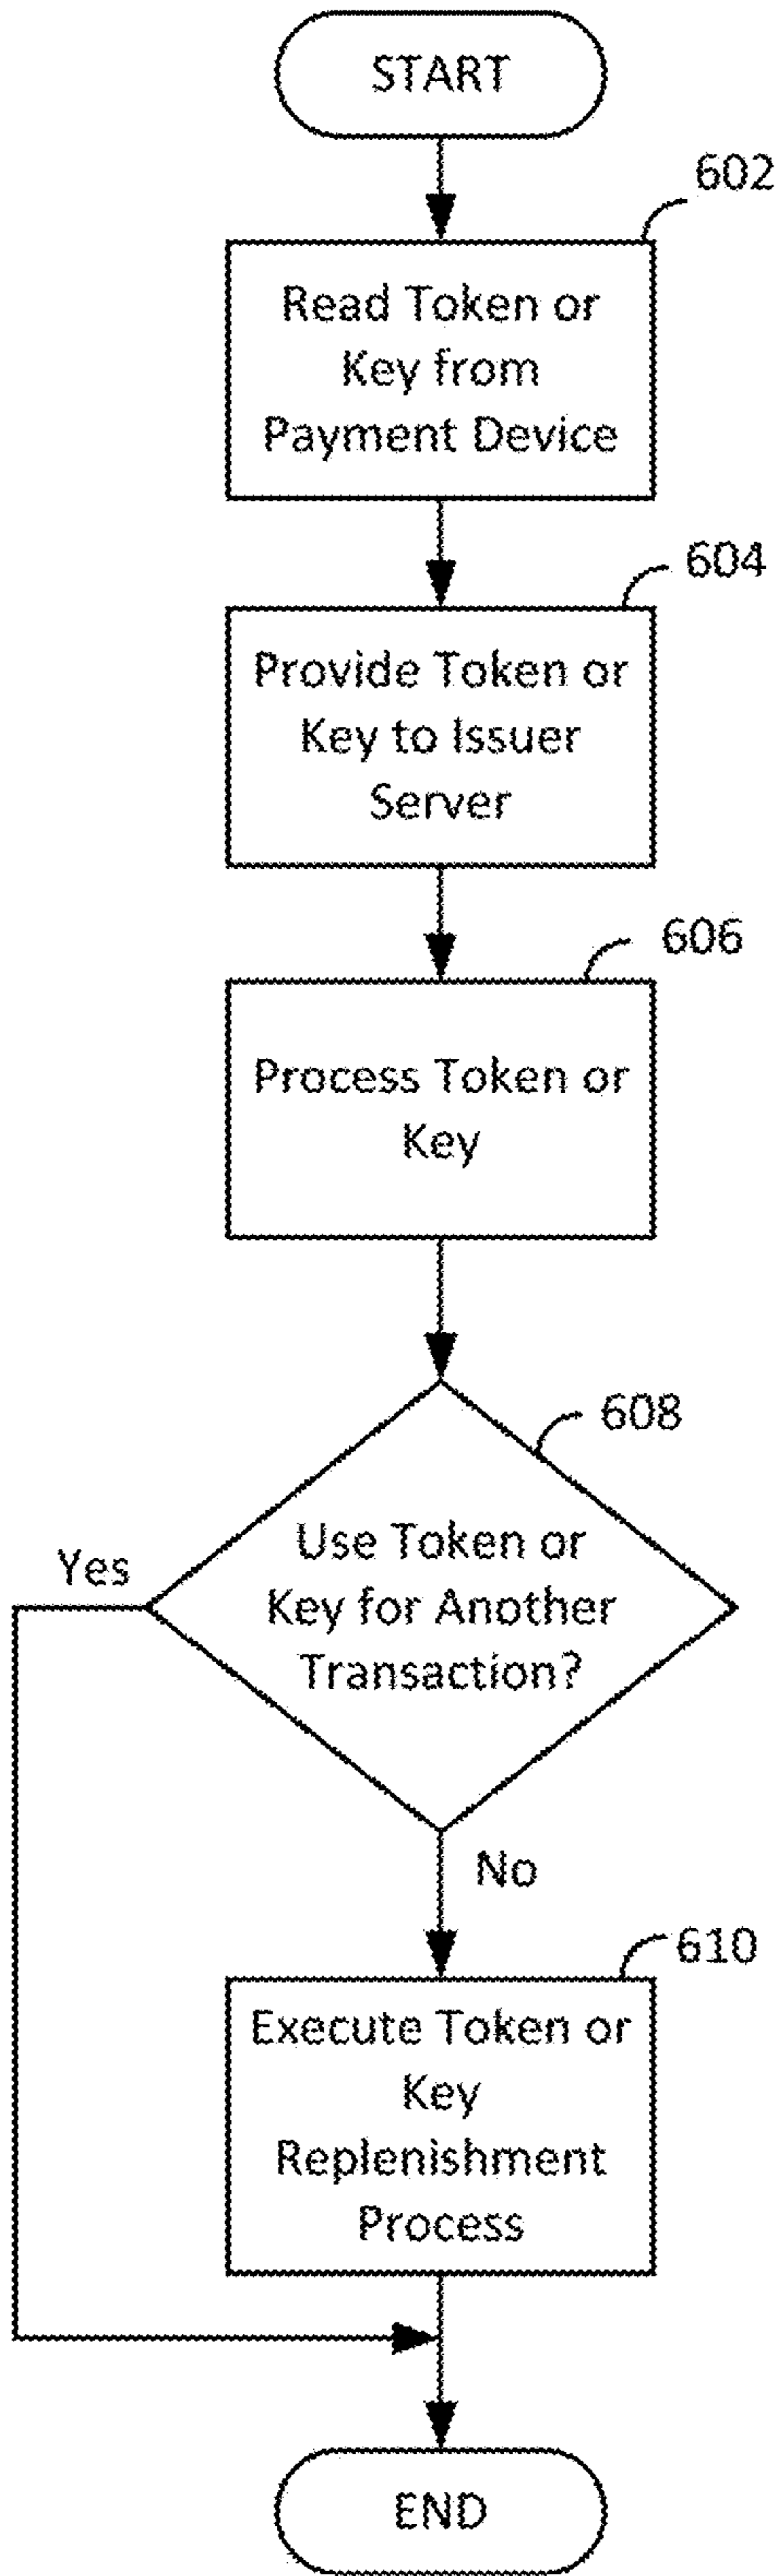 START
602
Read Token or
Key from
Payment Device
604
Provide Token or
Key to Issuer
Server
606
Process Token or
Key
608
Use Token or
Key for Another
Transaction?
Yes
No
610
Execute Token or
Key
Replenishment
Process
END